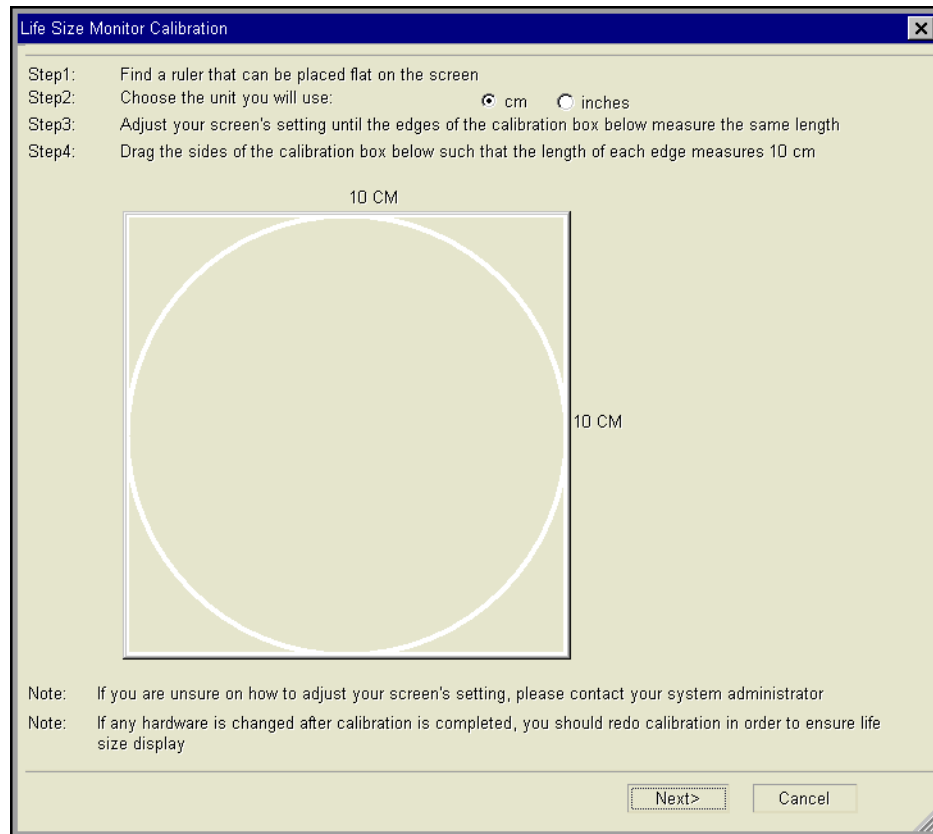 Life Size Monitor Calibration
Step1: Find a ruler that can be placed flat on the screen
Step2: Choose the unit you will use: cm inches
Step3: Adjust your screen's setting until the edges of the calibration box below measure the same length
Step4: Drag the sides of the calibration box below such that the length of each edge measures 10 cm
10 CM
10 CM
Note: If you are unsure on how to adjust your screen's setting, please contact your system administrator
Note: If any hardware is changed after calibration is completed, you should redo calibration in order to ensure life
size display
Next> Cancel